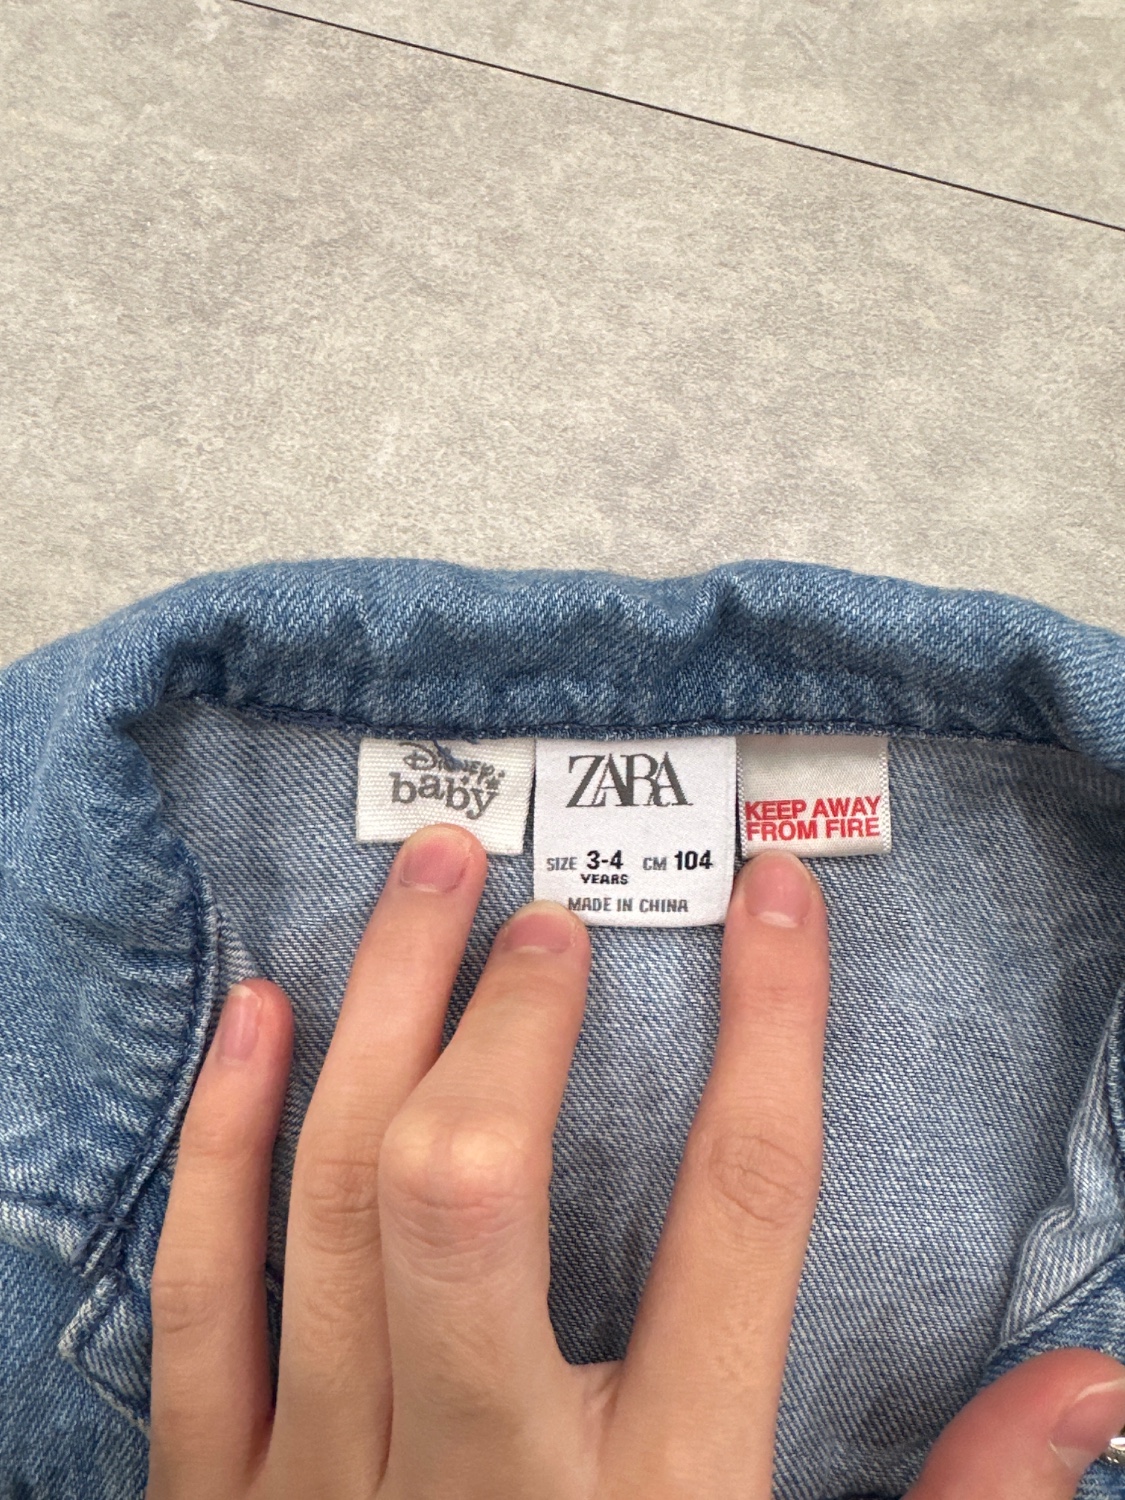 Disney
baby
ZARA
SIZE 3-4 CM 104
YEARS
MADE IN CHINA
KEEP AWAY
FROM FIRE